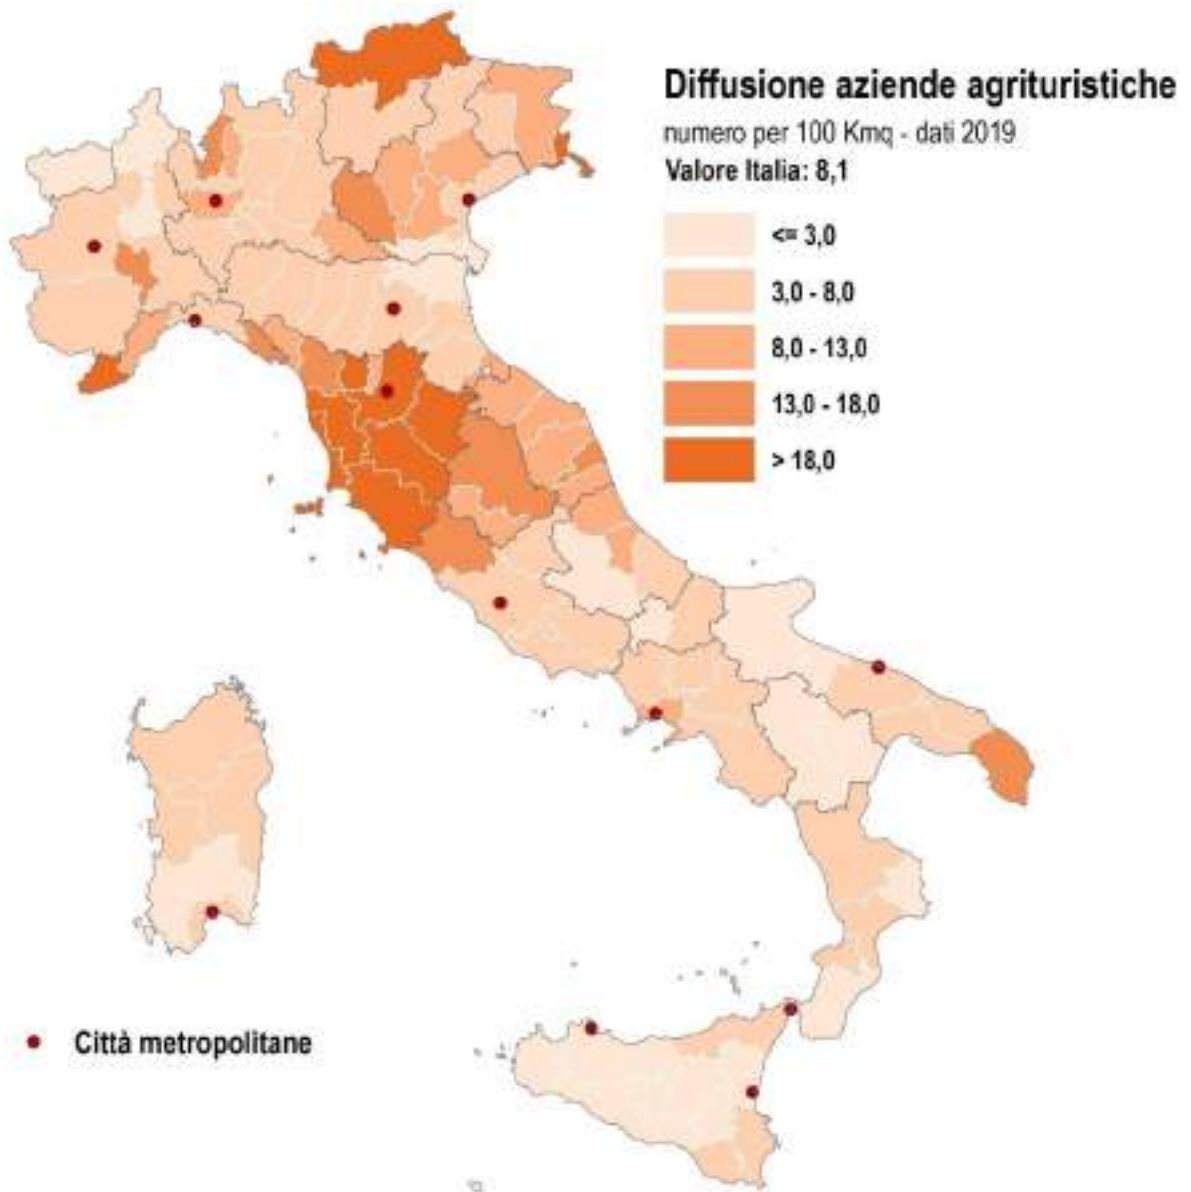 Diffusione aziende agrituristiche
numero per 100 Kmq - dati 2019
Valore Italia: 8,1
<= 3,0
3,0 - 8,0
8,0 - 13,0
13,0 - 18,0
> 18,0
Città metropolitane